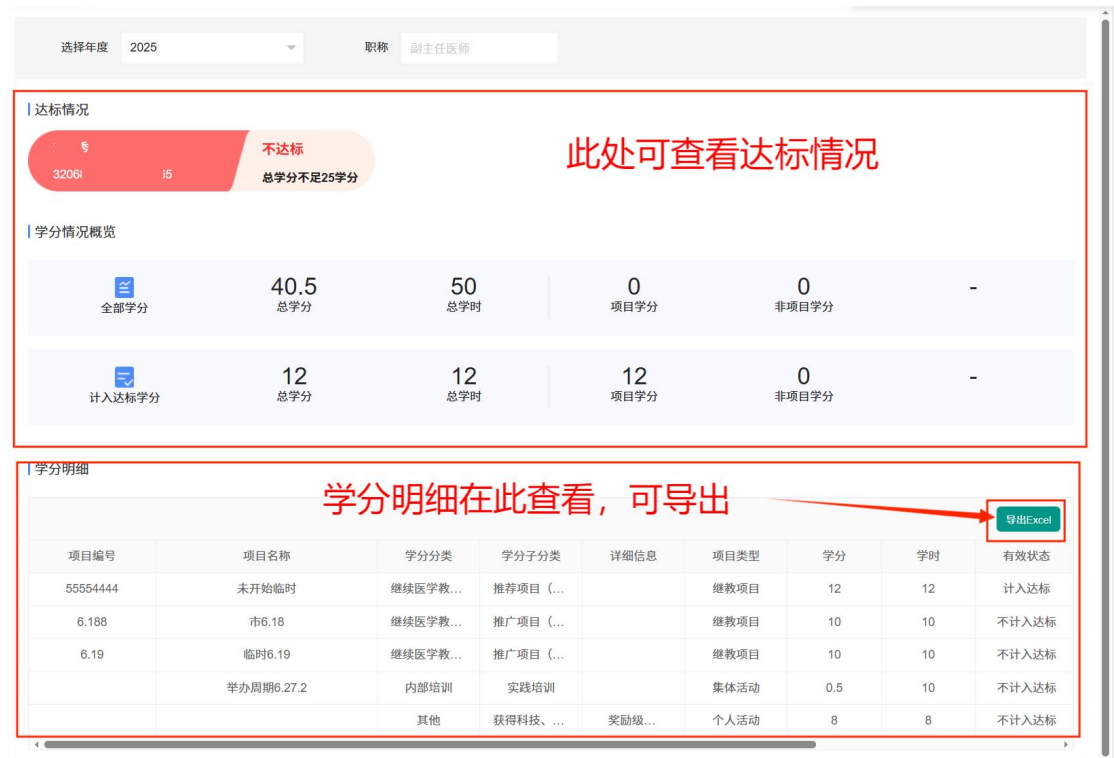 选择年度 2025 职称 副主任医师
达标情况
不达标
3206
总学分不足25学分
此处可查看达标情况
学分情况概览
40.5 50 0 0 -
全部学分 总学分 总学时 项目学分 非项目学分
12 12 12 0 -
计入达标学分 总学分 总学时 项目学分 非项目学分
学分明细
学分明细在此查看，可导出
导出Excel
项目编号 项目名称 学分分类 学分子分类 详细信息 项目类型 学分 学时 有效状态
55554444 未开始临时 继续医学教... 推荐项目（... 继教项目 12 12 计入达标
6.188 市6.18 继续医学教... 推广项目（... 继教项目 10 10 不计入达标
6.19 临时6.19 继续医学教... 推广项目（... 继教项目 10 10 不计入达标
举办周期6.27.2 内部培训 实践培训 集体活动 0.5 10 不计入达标
其他 获得科技、... 奖励级... 个人活动 8 8 不计入达标